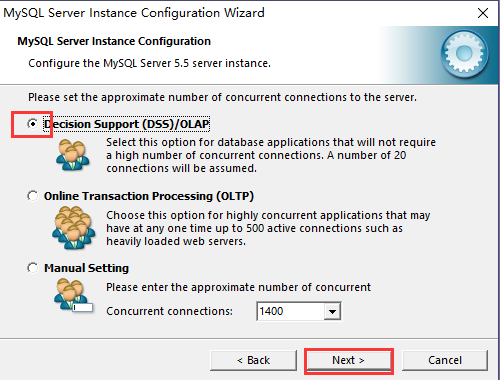 MySQL Server Instance Configuration Wizard
MySQL Server Instance Configuration
Configure the MySQL Server 5.5 server instance.
Please set the approximate number of concurrent connections to the server.
Decision Support (DSS)/OLAP
Select this option for database applications that will not require
a high number of concurrent connections. A number of 20
connections will be assumed.
Online Transaction Processing (OLTP)
Choose this option for highly concurrent applications that may
have at any one time up to 500 active connections such as
heavily loaded web servers.
Manual Setting
Please enter the approximate number of concurrent
Concurrent connections: 1400
< Back Next > Cancel